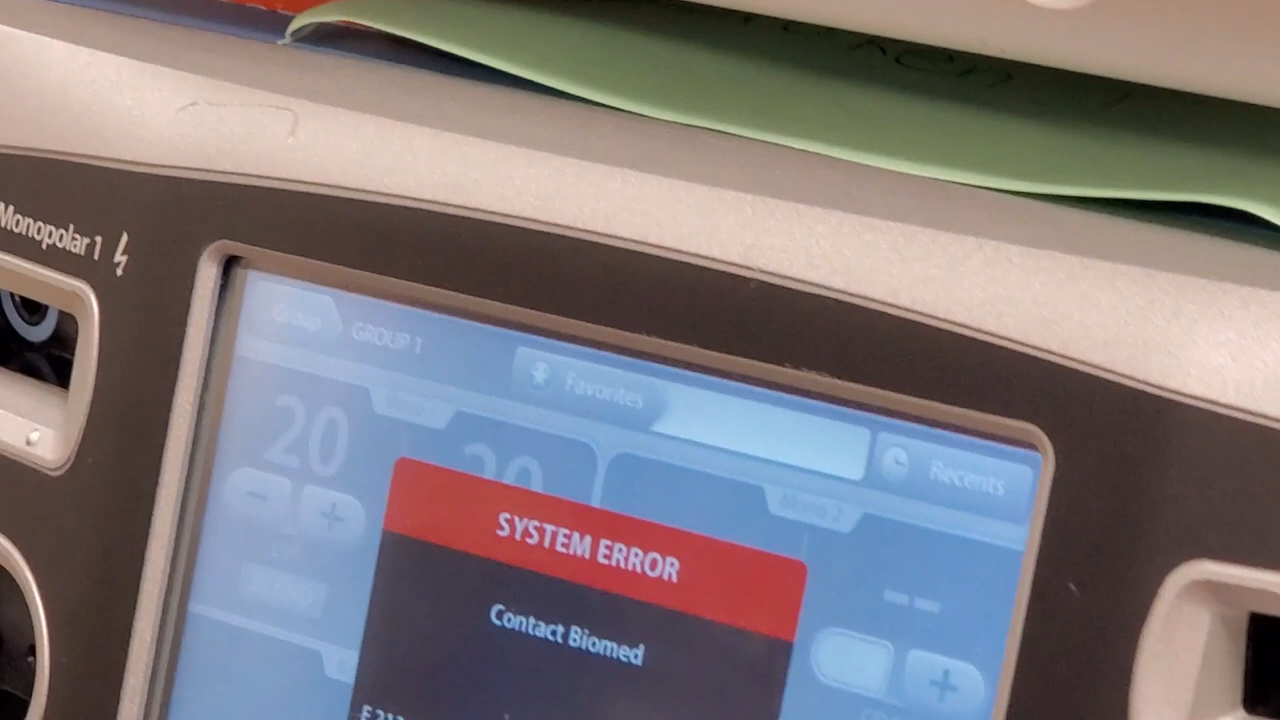 Monopolar 1
Group GROUP 1
Favorites
Recents
20
20
SYSTEM ERROR
Contact Biomed